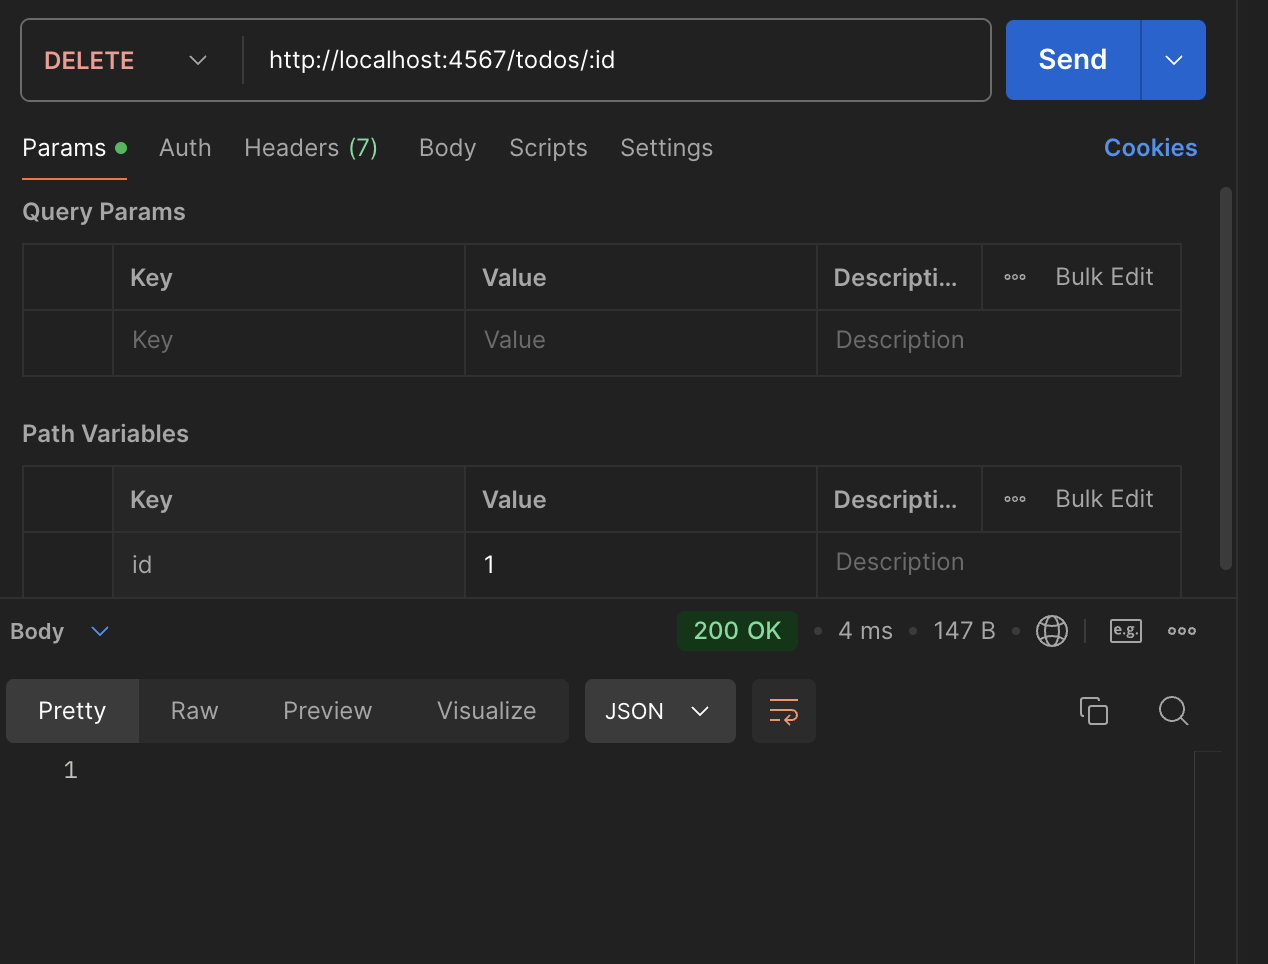 DELETE http://localhost:4567/todos/:id Send
Params Auth Headers (7) Body Scripts Settings Cookies
Query Params
Key Value Descripti... Bulk Edit
Key Value Description
Path Variables
Key Value Descripti... Bulk Edit
id 1 Description
Body 200 OK 4 ms 147 B e.g.
Pretty Raw Preview Visualize JSON
1